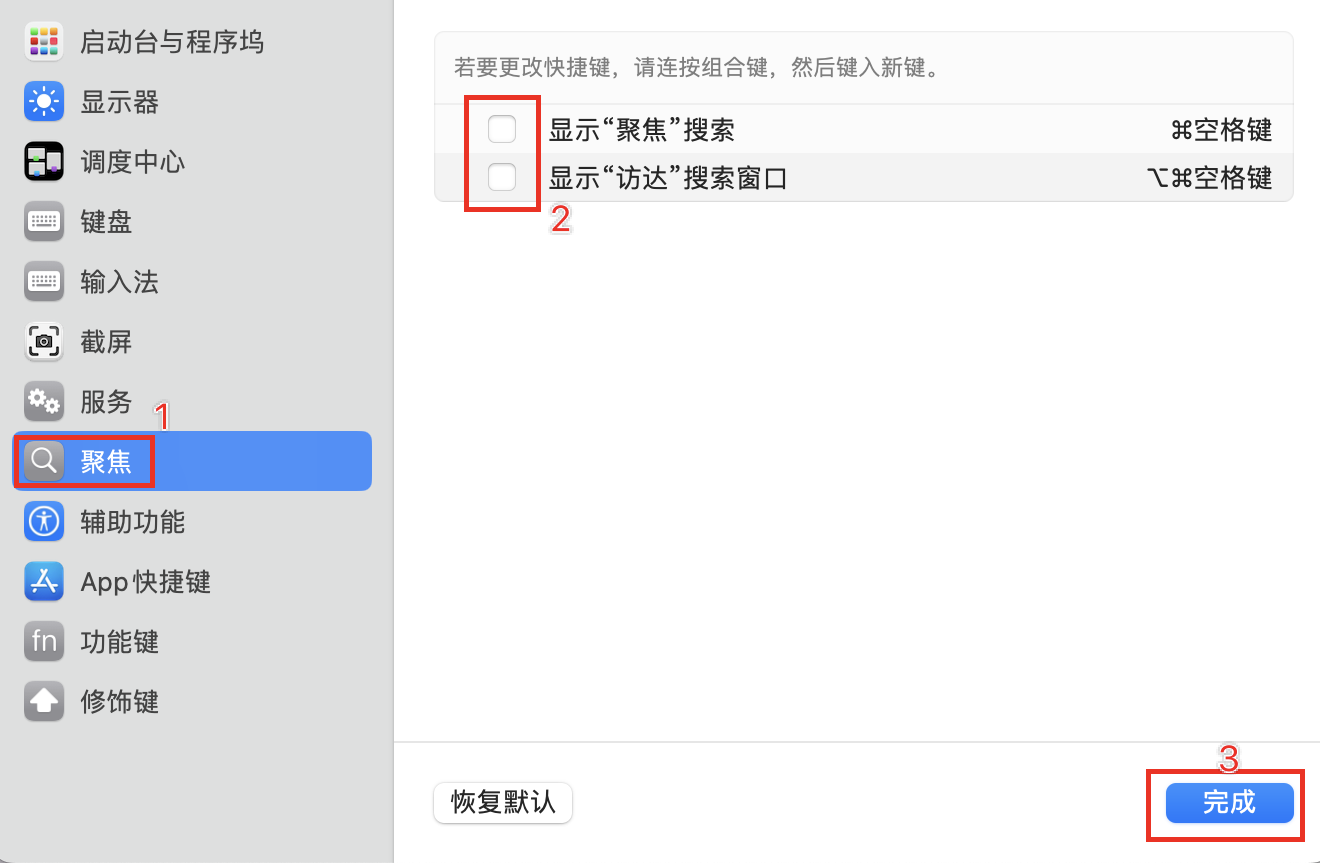 启动台与程序坞
显示器
调度中心
键盘
输入法
截屏
服务
1
聚焦
辅助功能
App快捷键
fn
功能键
修饰键
若要更改快捷键，请连按组合键，然后键入新键。
显示“聚焦”搜索 ⌘空格键
显示“访达”搜索窗口 ⌥⌘空格键
2
3
恢复默认 完成